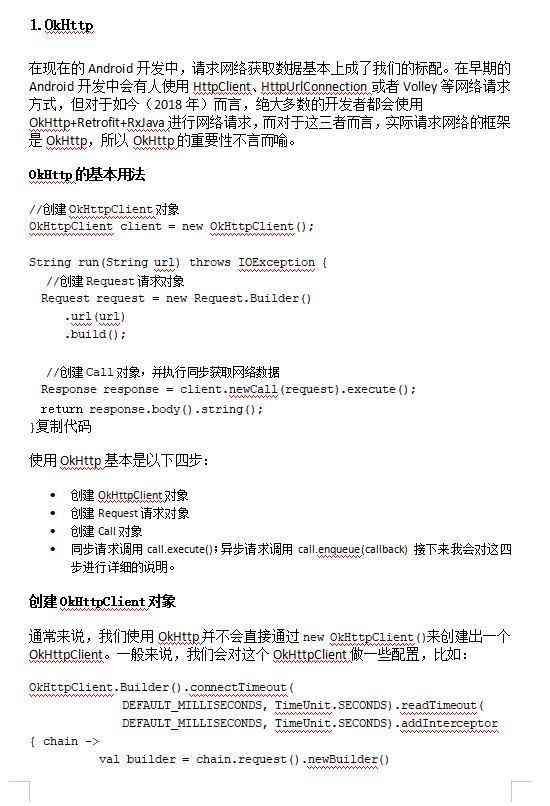 1.OkHttp
在现在的 Android 开发中，请求网络获取数据基本上成了我们的标配。在早期的
Android 开发中会有人使用 HttpClient、HttpUrlConnection 或者 Volley 等网络请求
方式，但对于如今（2018 年）而言，绝大多数的开发者都会使用
OkHttp+Retrofit+RxJava 进行网络请求，而对于这三者而言，实际请求网络的框架
是 OkHttp，所以 OkHttp 的重要性不言而喻。
OkHttp 的基本用法
//创建 OkHttpClient 对象
OkHttpClient client = new OkHttpClient();
String run(String url) throws IOException {
//创建 Request 请求对象
Request request = new Request.Builder()
.url(url)
.build();
//创建 Call 对象，并执行同步获取网络数据
Response response = client.newCall(request).execute();
return response.body().string();
}复制代码
使用 OkHttp 基本是以下四步：
• 创建 OkHttpClient 对象
• 创建 Request 请求对象
• 创建 Call 对象
• 同步请求调用 call.execute()；异步请求调用 call.enqueue(callback) 接下来我会对这四
步进行详细的说明。
创建 OkHttpClient 对象
通常来说，我们使用 OkHttp 并不会直接通过 new OkHttpClient()来创建出一个
OkHttpClient。一般来说，我们会对这个 OkHttpClient 做一些配置，比如：
OkHttpClient.Builder().connectTimeout(
DEFAULT_MILLISECONDS, TimeUnit.SECONDS).readTimeout(
DEFAULT_MILLISECONDS, TimeUnit.SECONDS).addInterceptor
{ chain ->
val builder = chain.request().newBuilder()